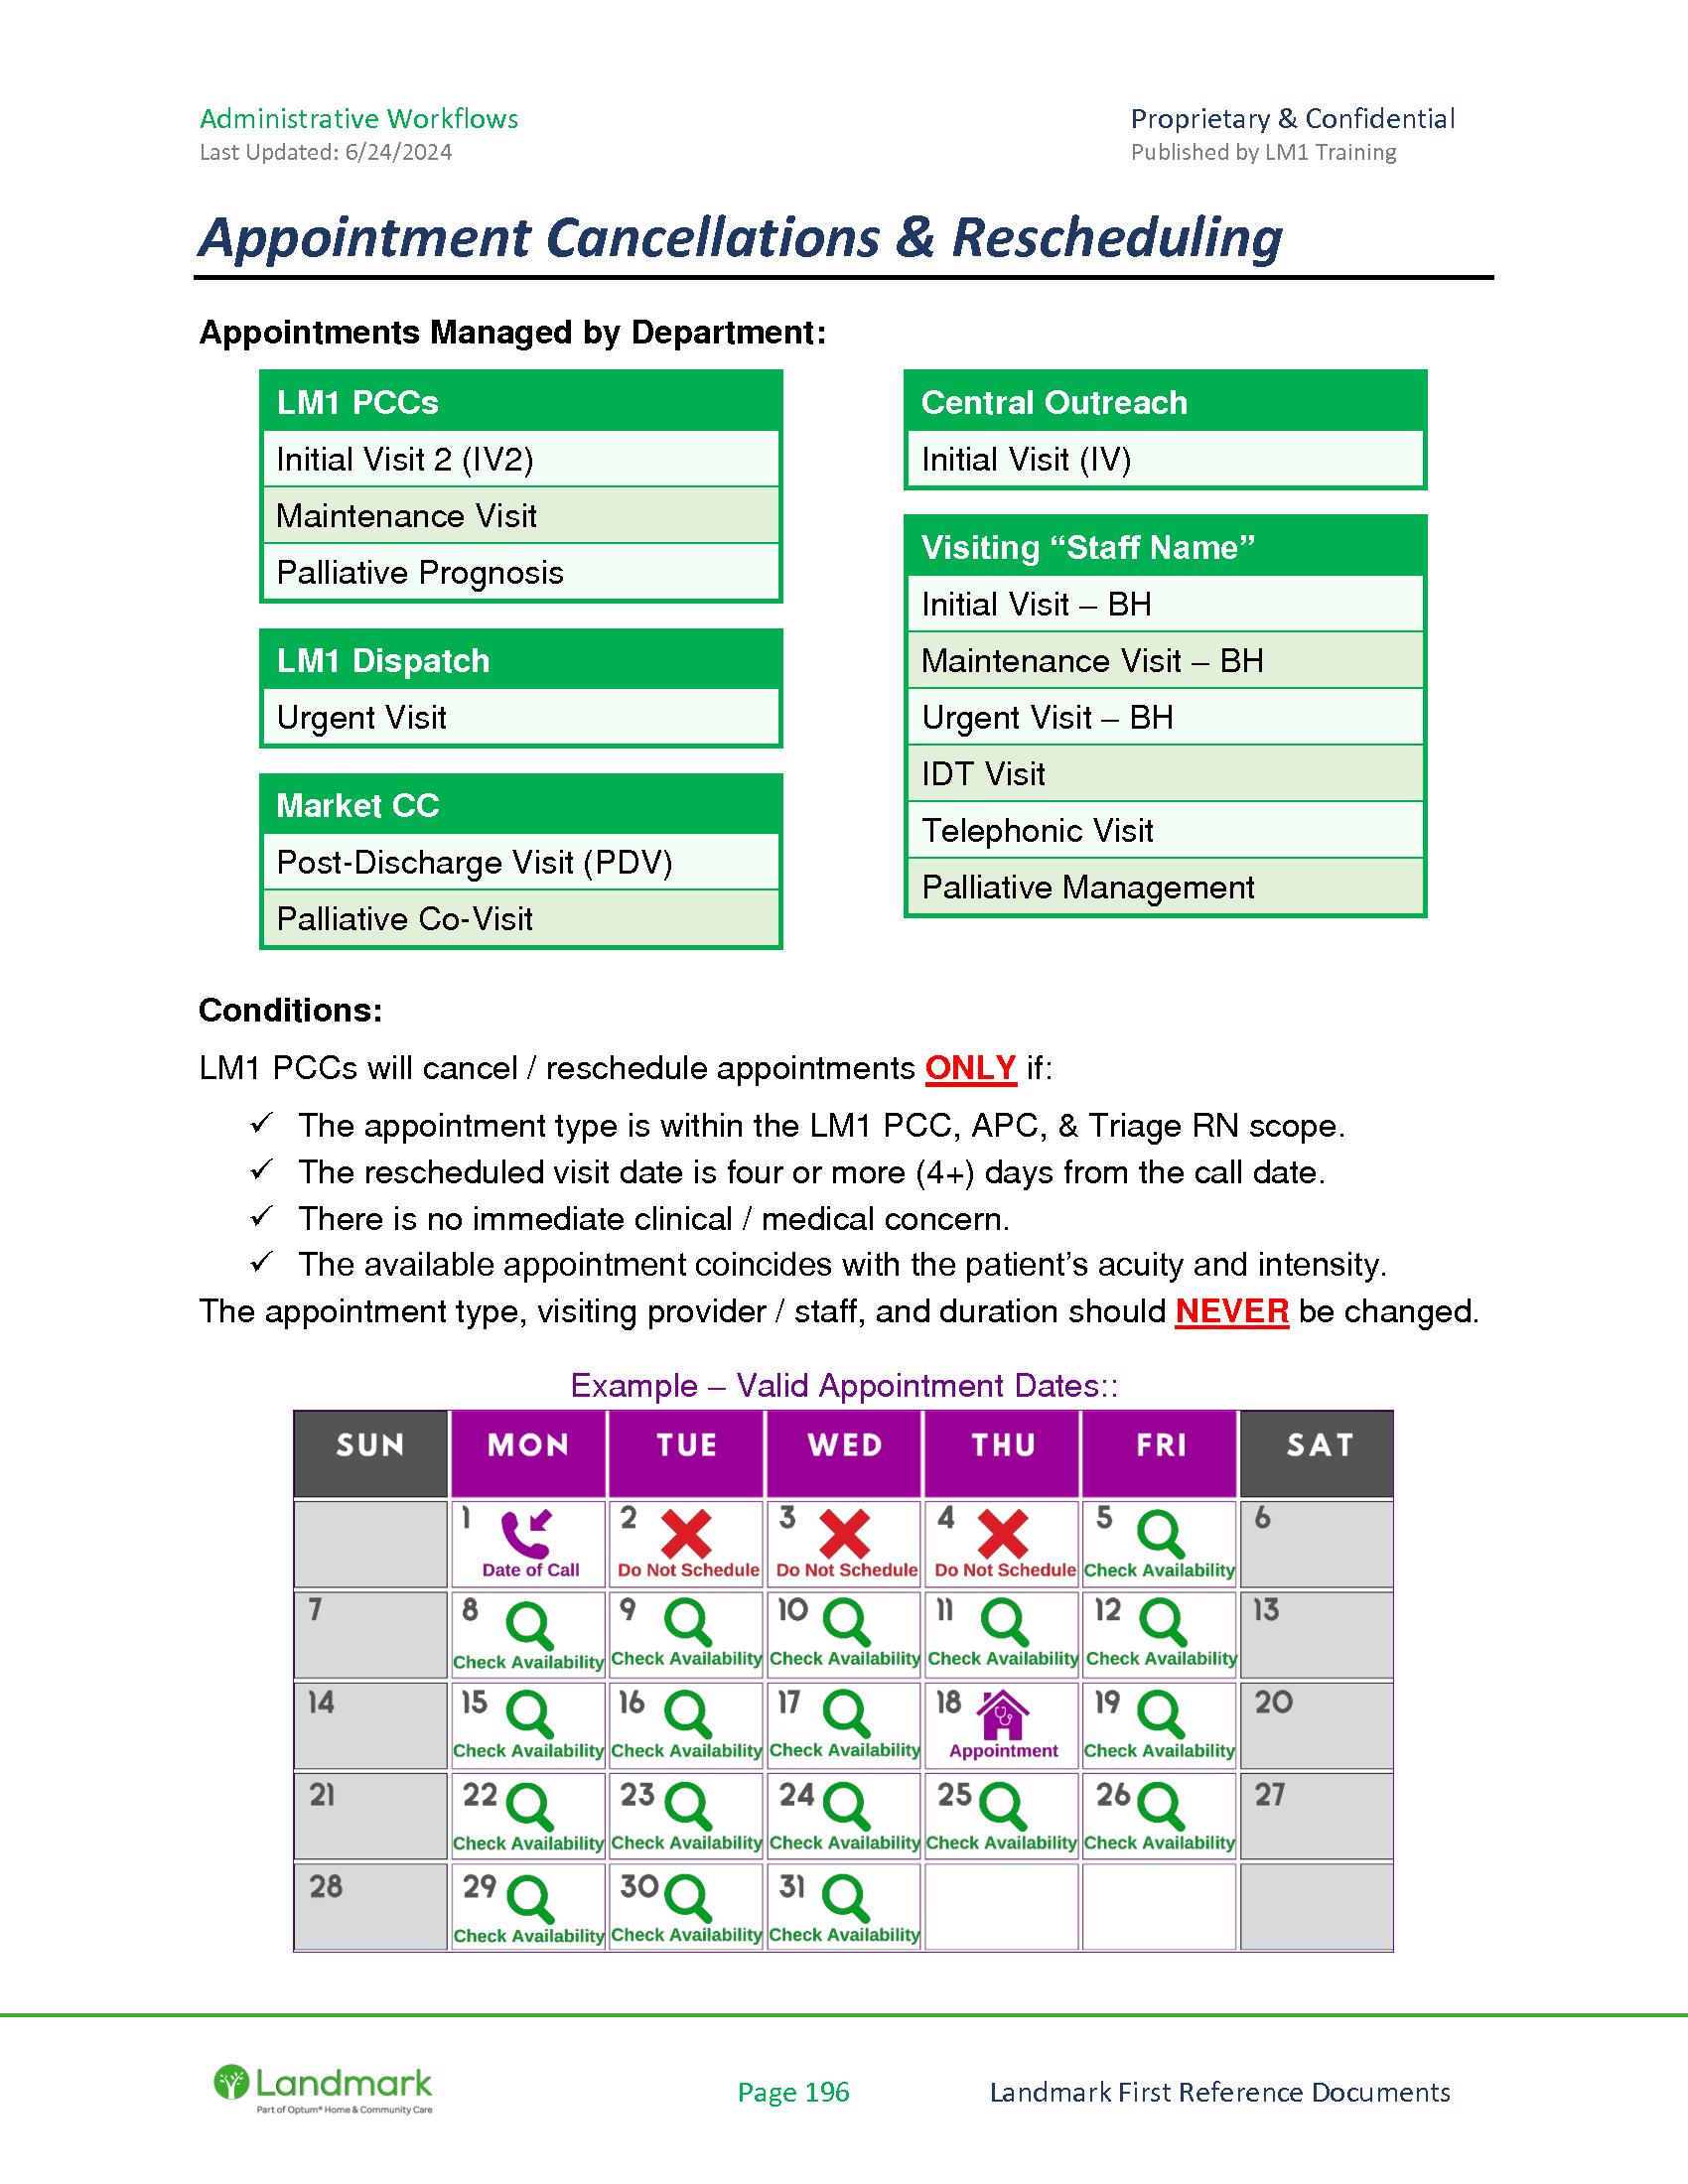 Administrative Workflows
Last Updated: 6/24/2024
Proprietary & Confidential
Published by LM1 Training
Appointment Cancellations & Rescheduling
Appointments Managed by Department:
LM1 PCCs
Initial Visit 2 (IV2)
Maintenance Visit
Palliative Prognosis
LM1 Dispatch
Urgent Visit
Market CC
Post-Discharge Visit (PDV)
Palliative Co-Visit
Central Outreach
Initial Visit (IV)
Visiting “Staff Name”
Initial Visit – BH
Maintenance Visit – BH
Urgent Visit – BH
IDT Visit
Telephonic Visit
Palliative Management
Conditions:
LM1 PCCs will cancel / reschedule appointments ONLY if:
✓ The appointment type is within the LM1 PCC, APC, & Triage RN scope.
✓ The rescheduled visit date is four or more (4+) days from the call date.
✓ There is no immediate clinical / medical concern.
✓ The available appointment coincides with the patient’s acuity and intensity.
The appointment type, visiting provider / staff, and duration should NEVER be changed.
Example – Valid Appointment Dates::
SUN MON TUE WED THU FRI SAT
1 2 3 4 5 6
Date of Call Do Not Schedule Do Not Schedule Do Not Schedule Check Availability
7 8 9 10 11 12 13
Check Availability Check Availability Check Availability Check Availability Check Availability
14 15 16 17 18 19 20
Check Availability Check Availability Check Availability Appointment Check Availability
21 22 23 24 25 26 27
Check Availability Check Availability Check Availability Check Availability Check Availability
28 29 30 31
Check Availability Check Availability Check Availability
Landmark
Part of Optum® Home & Community Care
Page 196
Landmark First Reference Documents